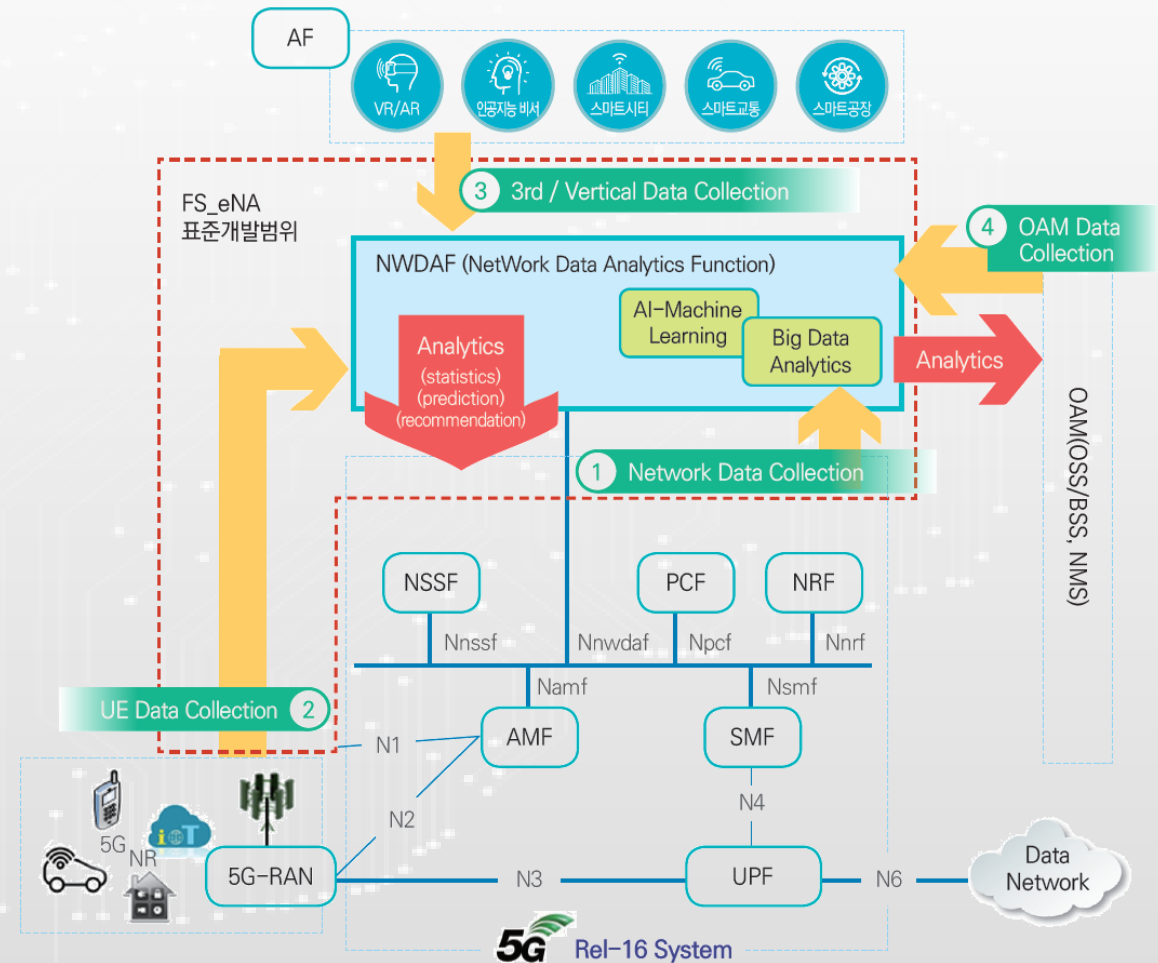 AF
VR/AR
인공지능 비서
스마트시티
스마트교통
스마트공장
3 3rd / Vertical Data Collection
FS_eNA
표준개발범위
4 OAM Data
Collection
NWDAF (NetWork Data Analytics Function)
AI-Machine
Learning
Big Data
Analytics
Analytics
(statistics)
(prediction)
(recommendation)
Analytics
OAM(OSS/BSS, NMS)
1 Network Data Collection
NSSF
PCF
NRF
Nnssf
Nnwdaf
Npcf
Nnrf
Namf
Nsmf
UE Data Collection 2
AMF
SMF
N1
N2
N4
5G
NR
IoT
5G-RAN
N3
UPF
N6
Data
Network
5G Rel-16 System